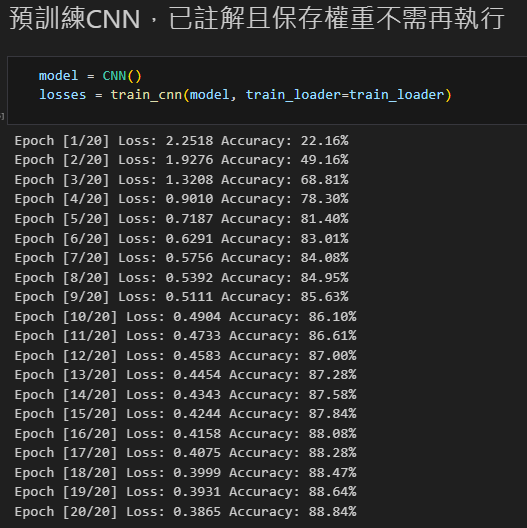 預訓練CNN，已註解且保存權重不需再執行
model = CNN()
losses = train_cnn(model, train_loader=train_loader)
Epoch [1/20] Loss: 2.2518 Accuracy: 22.16%
Epoch [2/20] Loss: 1.9276 Accuracy: 49.16%
Epoch [3/20] Loss: 1.3208 Accuracy: 68.81%
Epoch [4/20] Loss: 0.9010 Accuracy: 78.30%
Epoch [5/20] Loss: 0.7187 Accuracy: 81.40%
Epoch [6/20] Loss: 0.6291 Accuracy: 83.01%
Epoch [7/20] Loss: 0.5756 Accuracy: 84.08%
Epoch [8/20] Loss: 0.5392 Accuracy: 84.95%
Epoch [9/20] Loss: 0.5111 Accuracy: 85.63%
Epoch [10/20] Loss: 0.4904 Accuracy: 86.10%
Epoch [11/20] Loss: 0.4733 Accuracy: 86.61%
Epoch [12/20] Loss: 0.4583 Accuracy: 87.00%
Epoch [13/20] Loss: 0.4454 Accuracy: 87.28%
Epoch [14/20] Loss: 0.4343 Accuracy: 87.58%
Epoch [15/20] Loss: 0.4244 Accuracy: 87.84%
Epoch [16/20] Loss: 0.4158 Accuracy: 88.08%
Epoch [17/20] Loss: 0.4075 Accuracy: 88.28%
Epoch [18/20] Loss: 0.3999 Accuracy: 88.47%
Epoch [19/20] Loss: 0.3931 Accuracy: 88.64%
Epoch [20/20] Loss: 0.3865 Accuracy: 88.84%